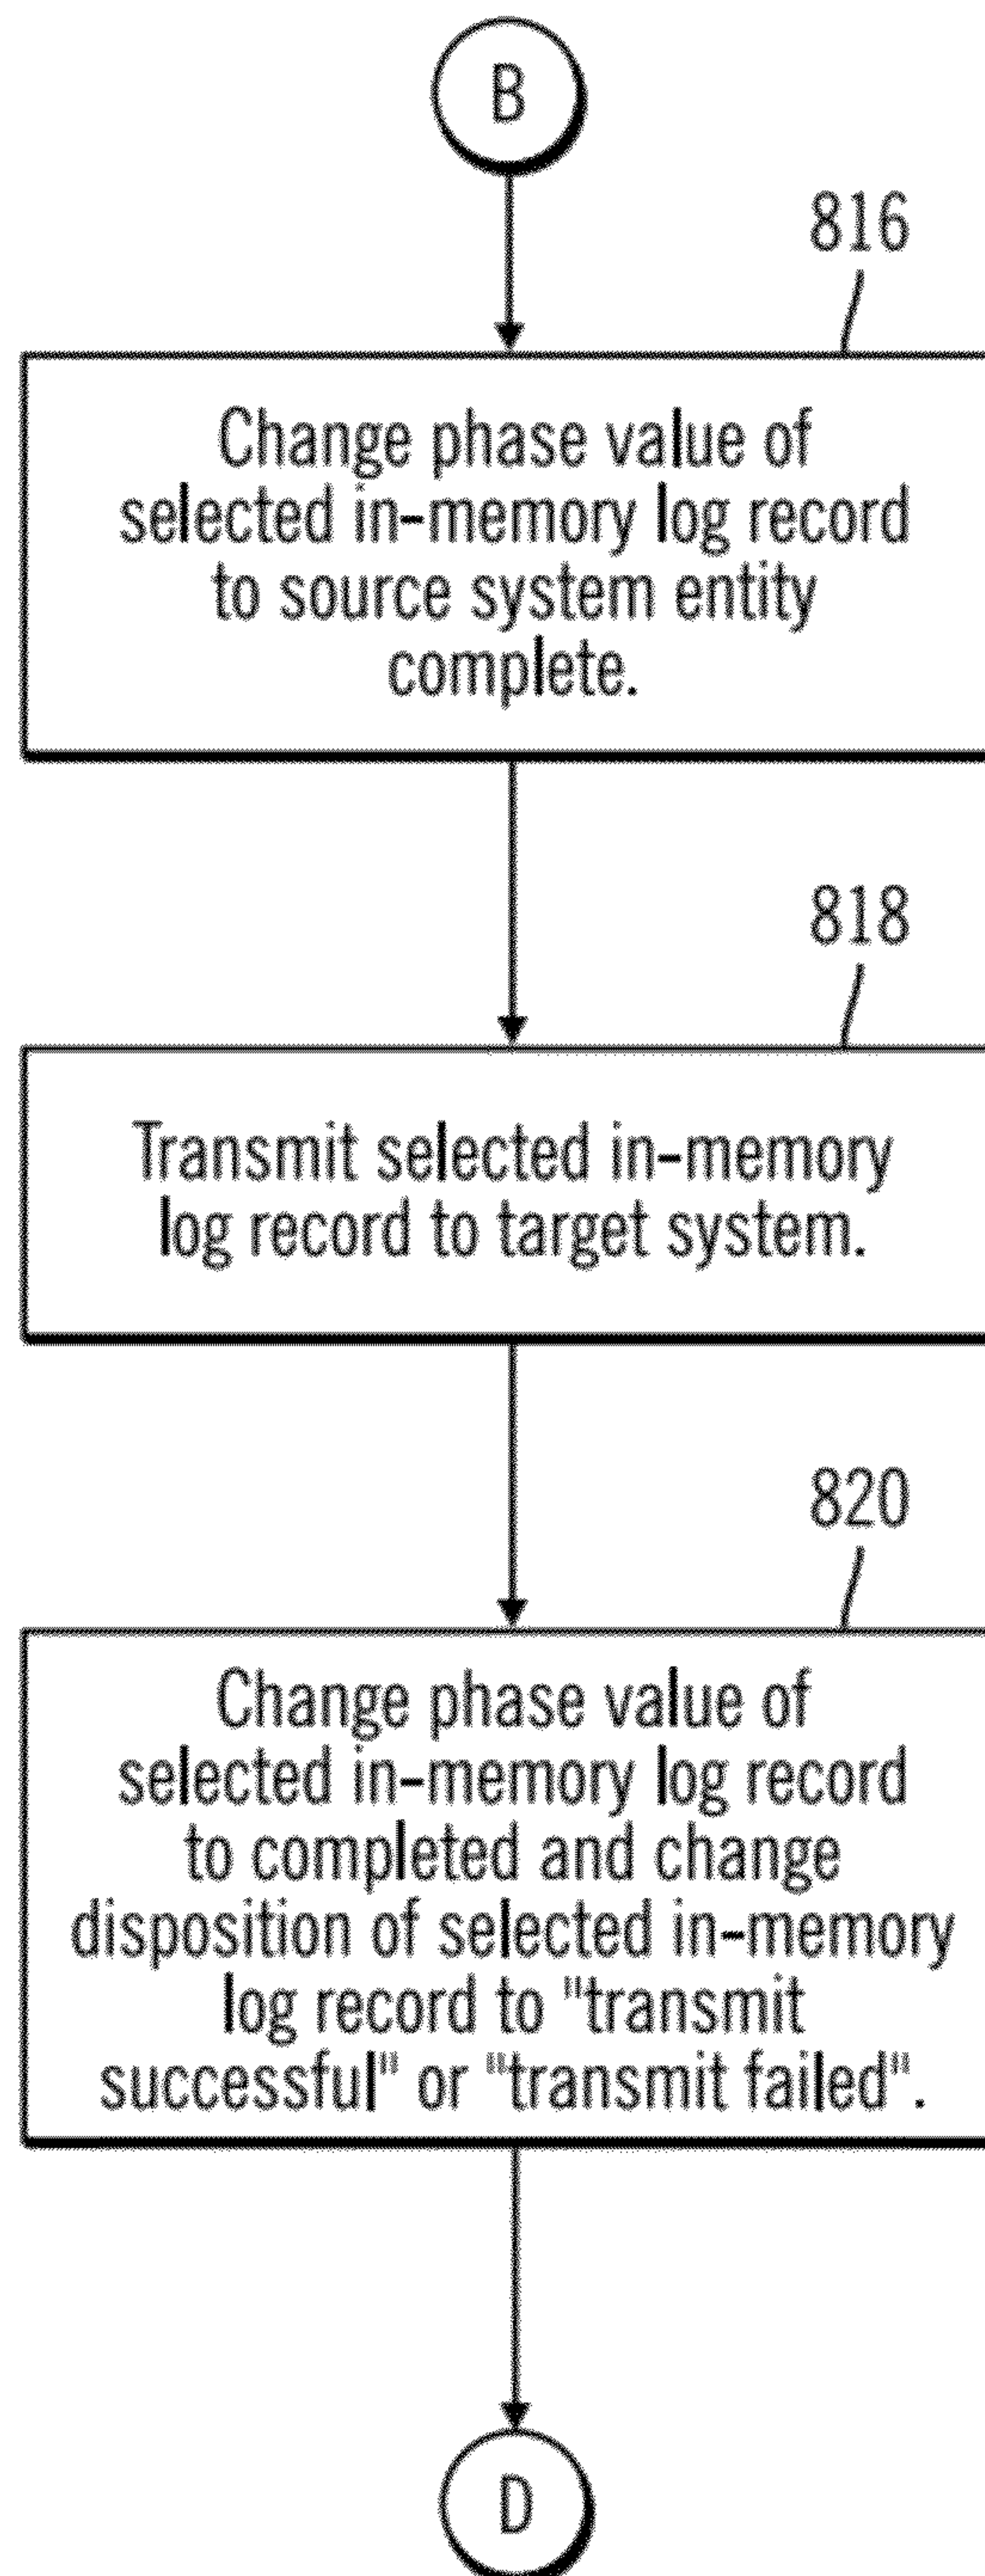 B
816
Change phase value of
selected in-memory log record
to source system entity
complete.
818
Transmit selected in-memory
log record to target system.
820
Change phase value of
selected in-memory log record
to completed and change
disposition of selected in-memory
log record to "transmit
successful" or "transmit failed".
D